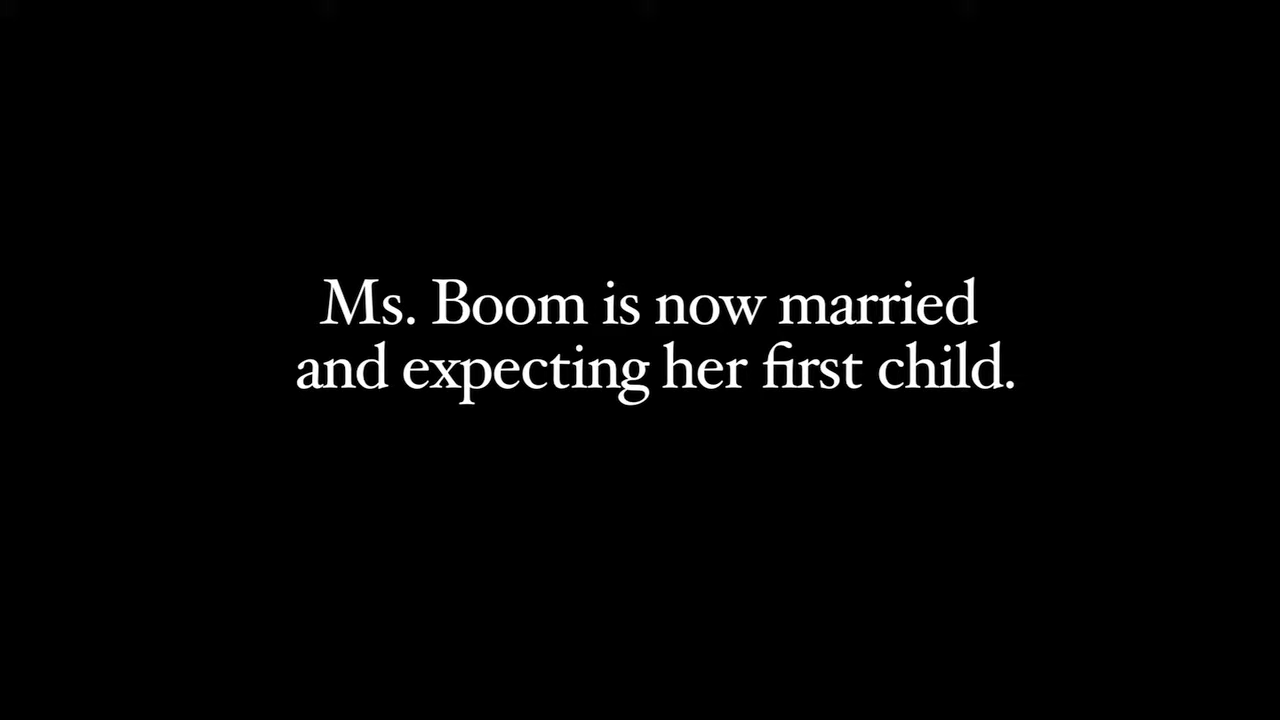 Ms. Boom is now married
and expecting her first child.